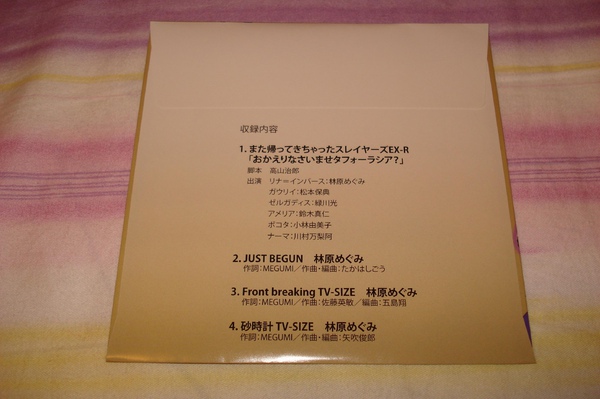 収録内容
1. また帰ってきちゃったスレイヤーズEX-R
「おかえりなさいませタフォーラシア?」
脚本 高山治郎
出演 リナ=インバース:林原めぐみ
ガウリイ:松本保典
ゼルガディス:緑川光
アメリア:鈴木真仁
ポコタ:小林由美子
ナーマ:川村万梨阿
2. JUST BEGUN 林原めぐみ
作詞:MEGUMI/作曲・編曲:たかはしごう
3. Front breaking TV-SIZE 林原めぐみ
作詞:MEGUMI/作曲:佐藤英敏/編曲:五島翔
4. 砂時計 TV-SIZE 林原めぐみ
作詞:MEGUMI/作曲・編曲:矢吹俊郎